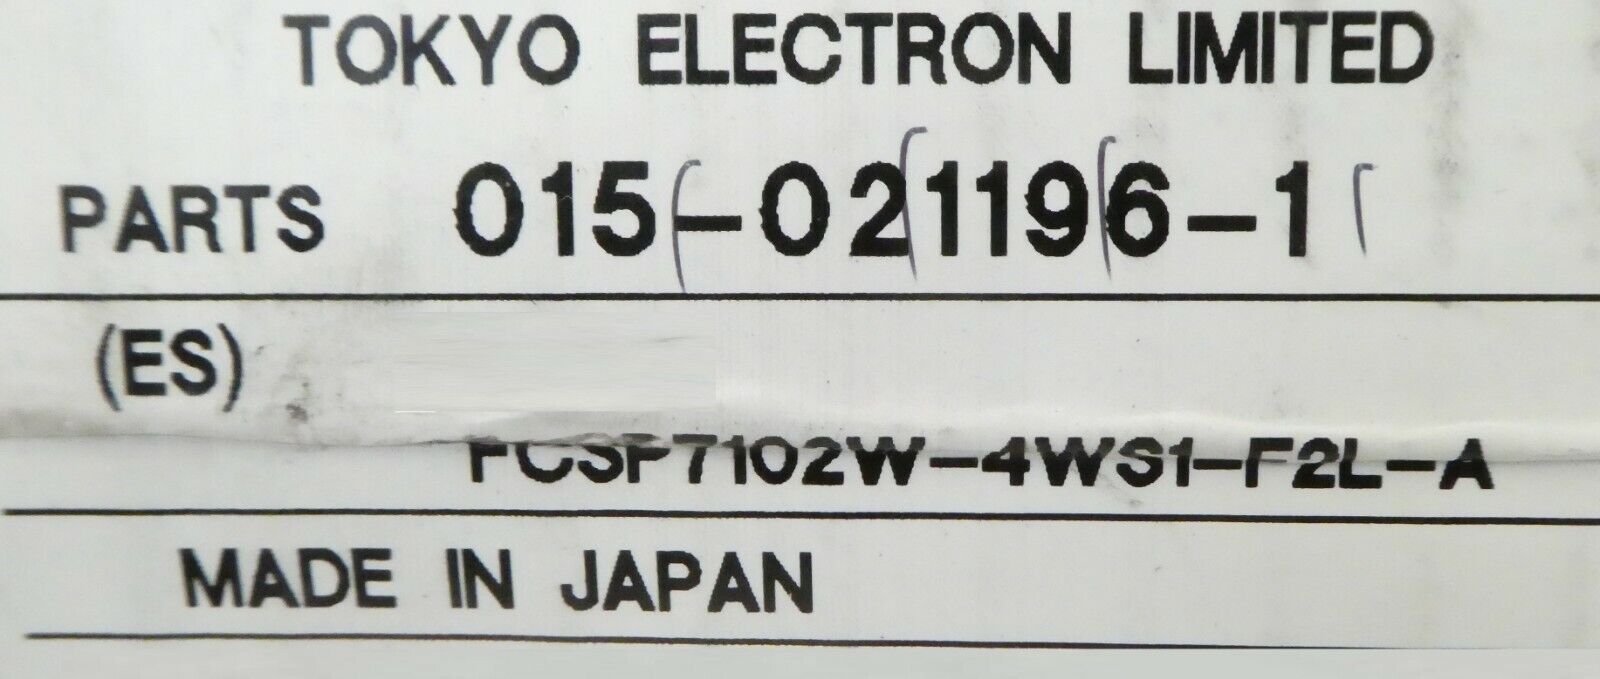 TOKYO ELECTRON LIMITED
PARTS 015-021196-1
(ES)
FCSP7102W-4WS1-F2L-A
MADE IN JAPAN